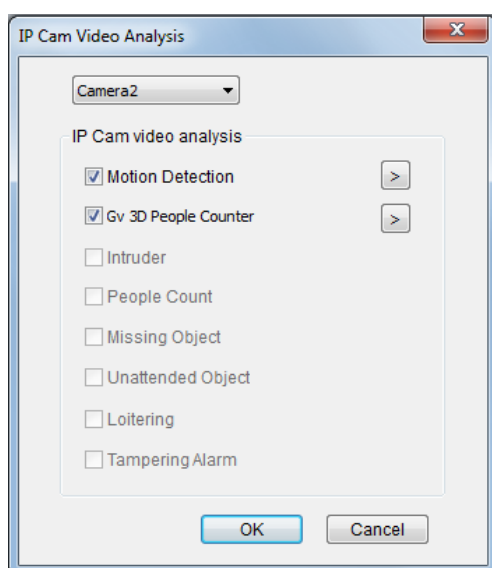 IP Cam Video Analysis
Camera2
IP Cam video analysis
Motion Detection >
Gv 3D People Counter >
Intruder
People Count
Missing Object
Unattended Object
Loitering
Tampering Alarm
OK Cancel